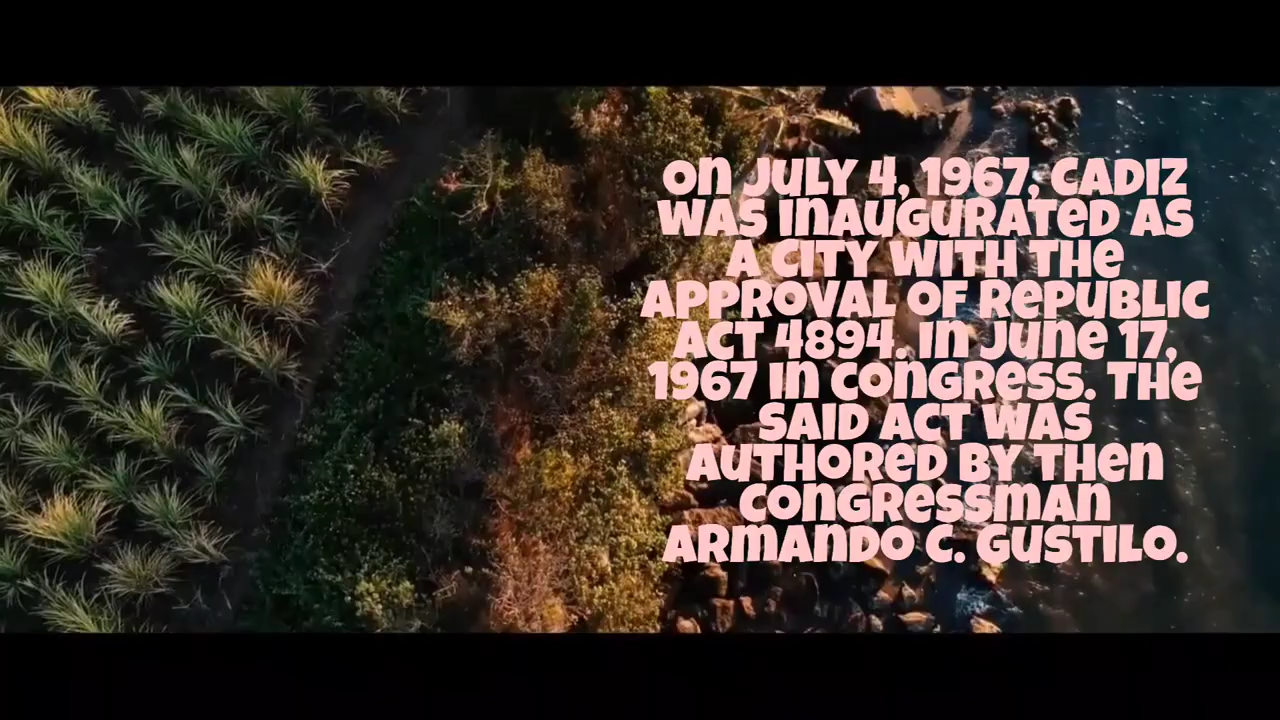 On July 4, 1967, Cadiz
was inaugurated as
a city with the
approval of Republic
Act 4894. In June 17,
1967 in Congress. The
said act was
authored by then
Congressman
Armando C. Gustilo.